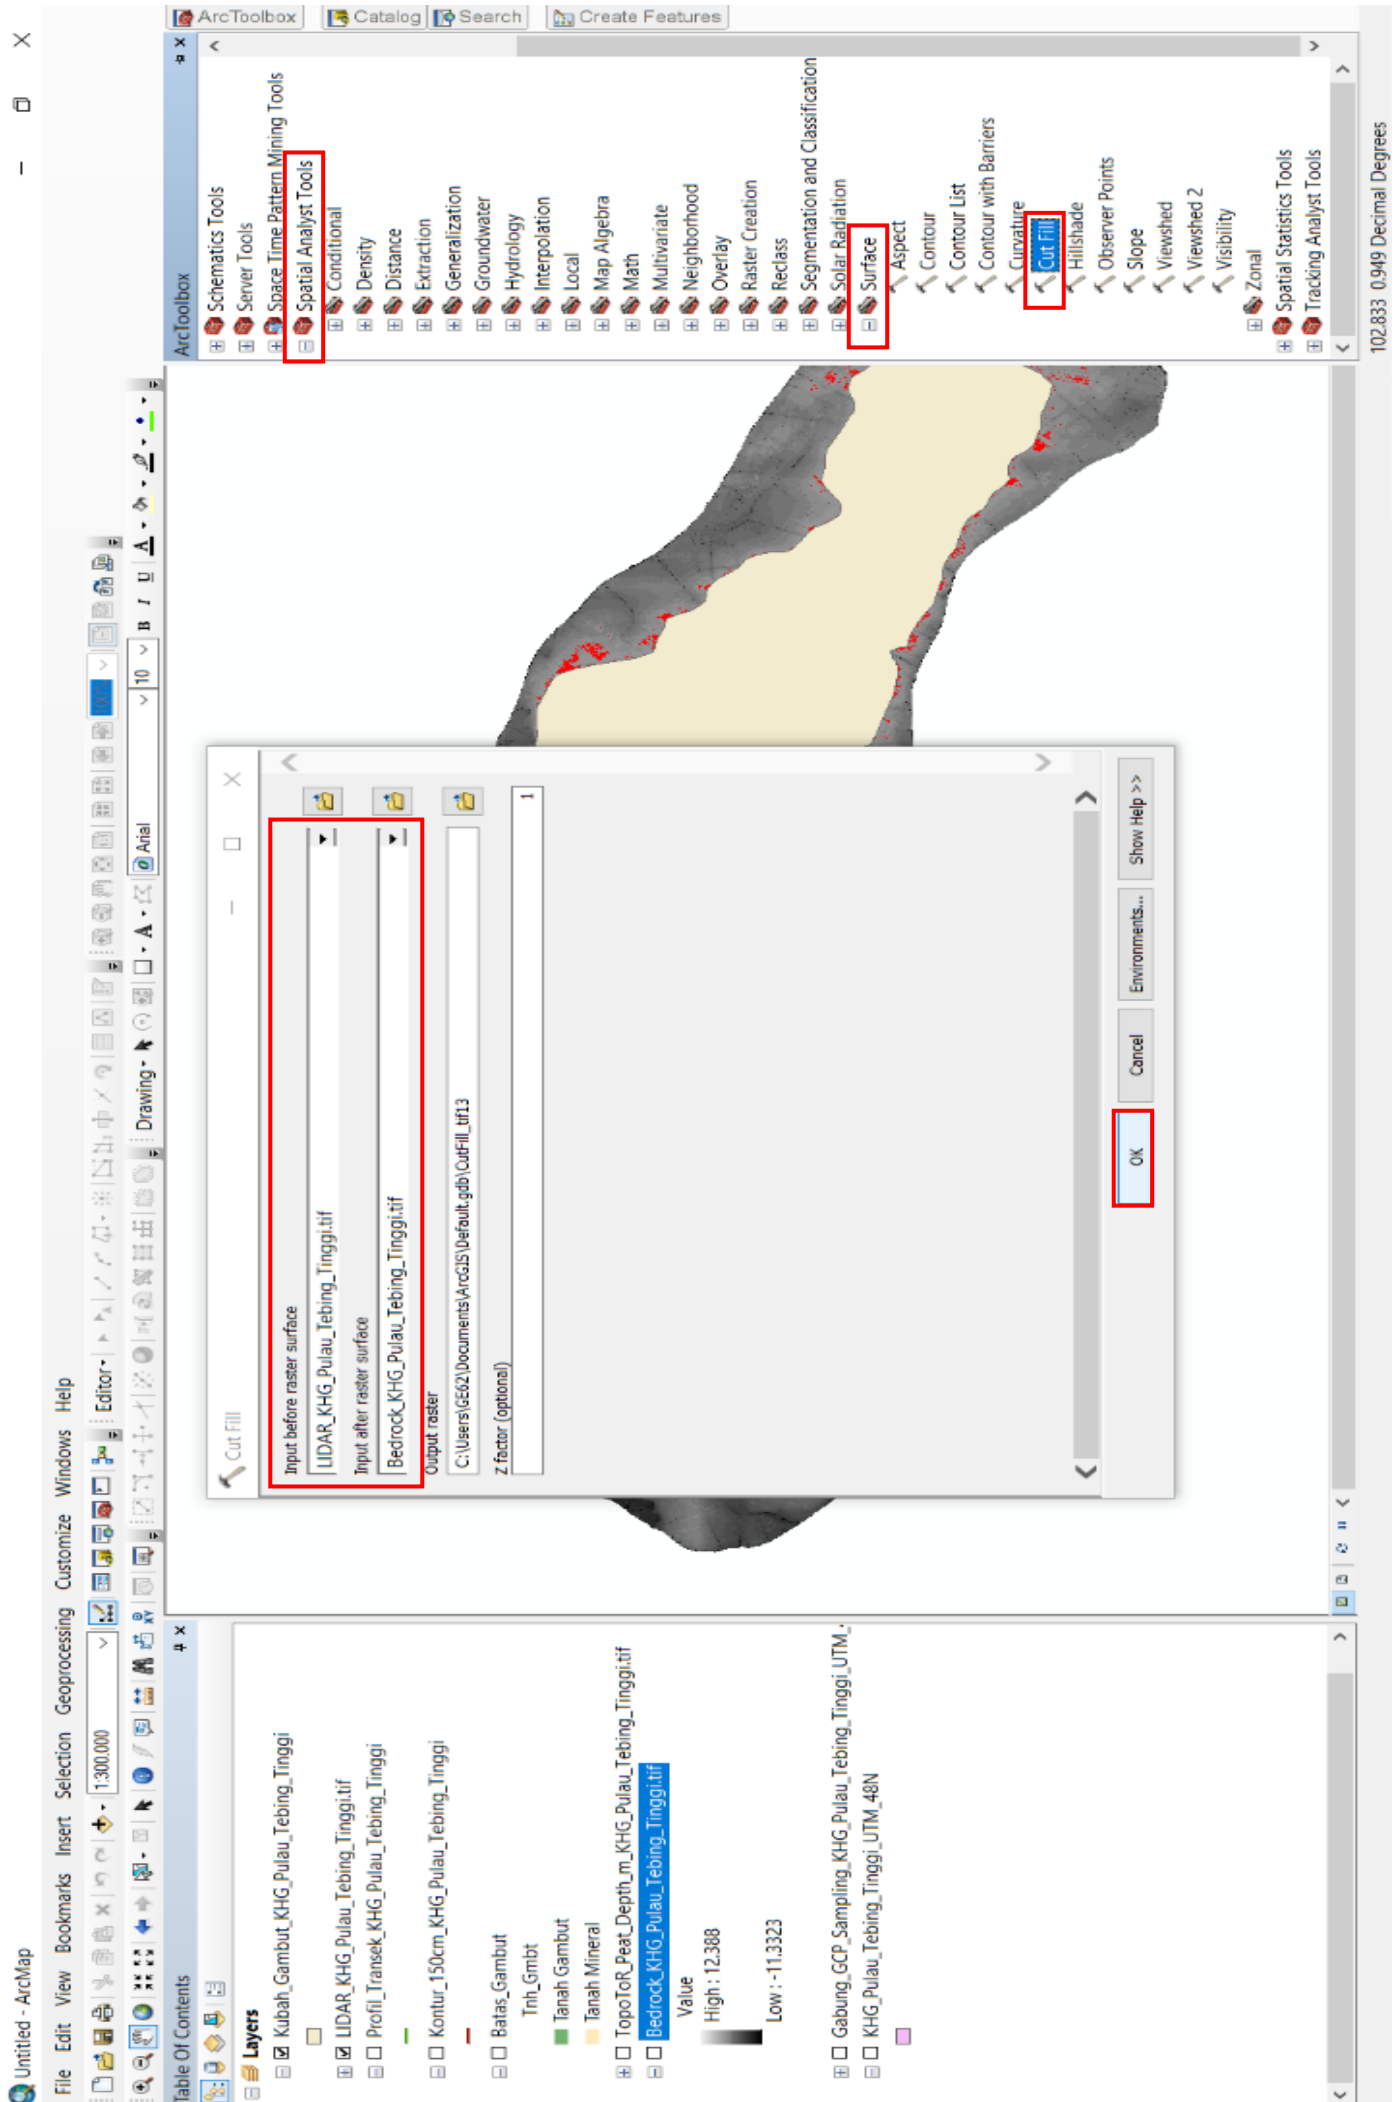 Untitled - ArcMap
File Edit View Bookmarks Insert Selection Geoprocessing Customize Windows Help
1:300.000
Editor
100%
Drawing
Arial
10
B I U
Table Of Contents
Layers
Kubah_Gambut_KHG_Pulau_Tebing_Tinggi
LIDAR_KHG_Pulau_Tebing_Tinggi.tif
Profil_Transek_KHG_Pulau_Tebing_Tinggi
Kontur_150cm_KHG_Pulau_Tebing_Tinggi
Batas_Gambut
Tnh_Gmbt
Tanah Gambut
Tanah Mineral
TopoToR_Peat_Depth_m_KHG_Pulau_Tebing_Tinggi.tif
Bedrock_KHG_Pulau_Tebing_Tinggi.tif
Value
High : 12.388
Low : -11.3323
Gabung_GCP_Sampling_KHG_Pulau_Tebing_Tinggi_UTM_
KHG_Pulau_Tebing_Tinggi_UTM_48N
Cut Fill
Input before raster surface
LIDAR_KHG_Pulau_Tebing_Tinggi.tif
Input after raster surface
Bedrock_KHG_Pulau_Tebing_Tinggi.tif
Output raster
C:\Users\GE62\Documents\ArcGIS\Default.gdb\CutFill_tif13
Z factor (optional)
1
OK
Cancel
Environments...
Show Help >>
ArcToolbox
Schematics Tools
Server Tools
Space Time Pattern Mining Tools
Spatial Analyst Tools
Conditional
Density
Distance
Extraction
Generalization
Groundwater
Hydrology
Interpolation
Local
Map Algebra
Math
Multivariate
Neighborhood
Overlay
Raster Creation
Reclass
Segmentation and Classification
Solar Radiation
Surface
Aspect
Contour
Contour List
Contour with Barriers
Curvature
Cut Fill
Hillshade
Observer Points
Slope
Viewshed
Viewshed 2
Visibility
Zonal
Spatial Statistics Tools
Tracking Analyst Tools
ArcToolbox
Catalog
Search
Create Features
102.833 0.949 Decimal Degrees